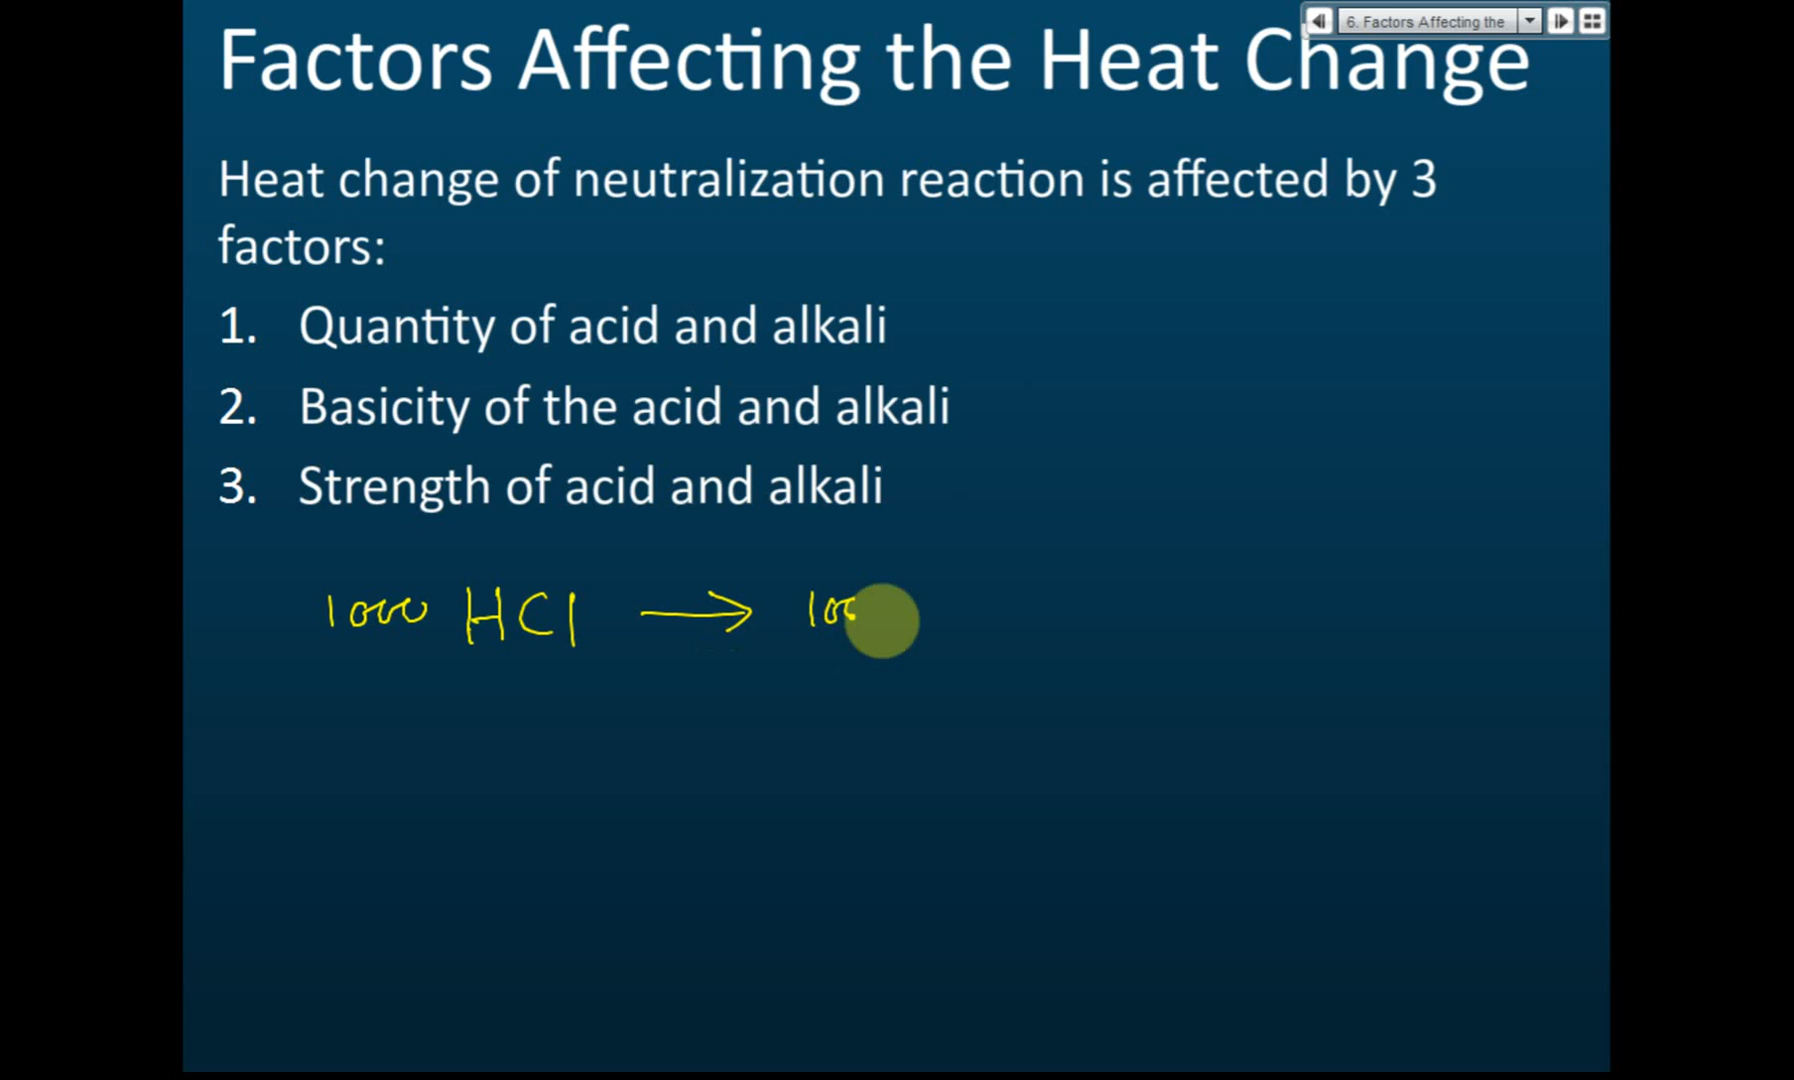 6. Factors Affecting the
Factors Affecting the Heat Change
Heat change of neutralization reaction is affected by 3
factors:
1. Quantity of acid and alkali
2. Basicity of the acid and alkali
3. Strength of acid and alkali
1000 HCl → 100